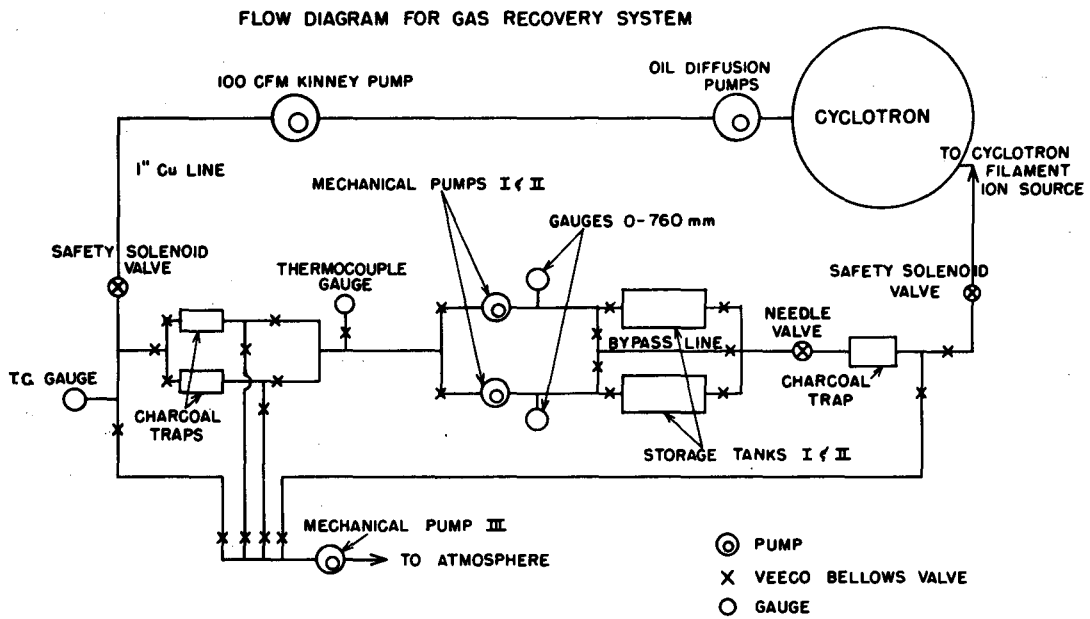 FLOW DIAGRAM FOR GAS RECOVERY SYSTEM
100 CFM KINNEY PUMP
OIL DIFFUSION
PUMPS
CYCLOTRON
1" Cu LINE
TO CYCLOTRON
FILAMENT
ION SOURCE
MECHANICAL PUMPS I & II
GAUGES 0-760 mm
SAFETY SOLENOID
VALVE
THERMOCOUPLE
GAUGE
SAFETY SOLENOID
VALVE
NEEDLE
VALVE
BYPASS LINE
T.C. GAUGE
CHARCOAL
TRAPS
CHARCOAL
TRAP
STORAGE TANKS I & II
MECHANICAL PUMP III
TO ATMOSPHERE
PUMP
VEECO BELLOWS VALVE
GAUGE